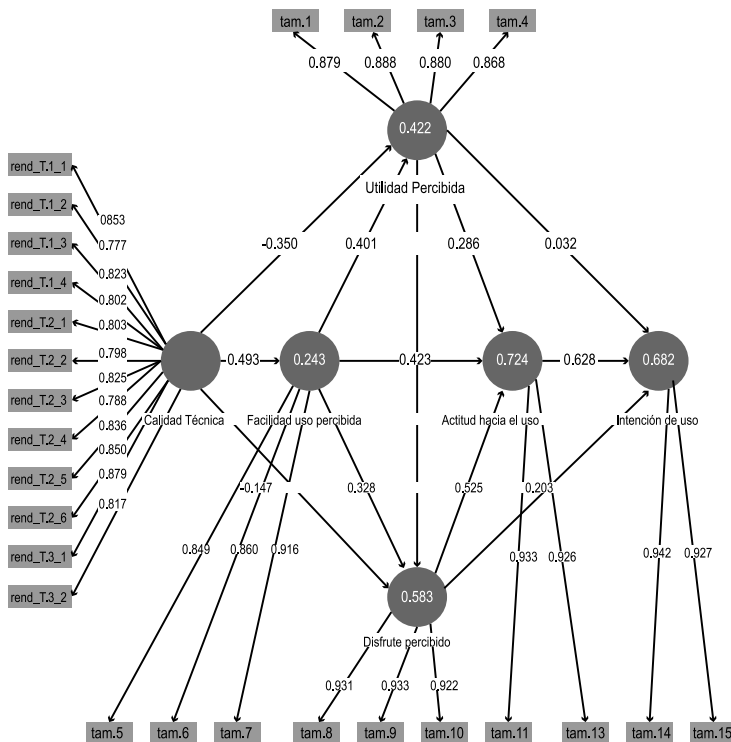 tam.1 tam.2 tam.3 tam.4
0.879 0.888 0.880 0.868
0.422
Utilidad Percibida
rend_T.1_1
rend_T.1_2
rend_T.1_3
rend_T.1_4
rend_T.2_1
rend_T.2_2
rend_T.2_3
rend_T.2_4
rend_T.2_5
rend_T.2_6
rend_T.3_1
rend_T.3_2
0853
0.777
0.823
0.802
0.803
0.798
0.825
0.788
0.836
0.850
0.879
0.817
-0.350 0.401 0.286 0.032
0.493 0.243 0.423 0.724 0.628 0.682
Calidad Técnica Facilidad uso percibida Actitud hacia el uso Intención de uso
-0.147 0.328 0.525 0.203
0.849 0.860 0.916 0.933 0.926 0.942 0.927
0.583
Disfrute percibido
0.931 0.933 0.922
tam.5 tam.6 tam.7 tam.8 tam.9 tam.10 tam.11 tam.13 tam.14 tam.15